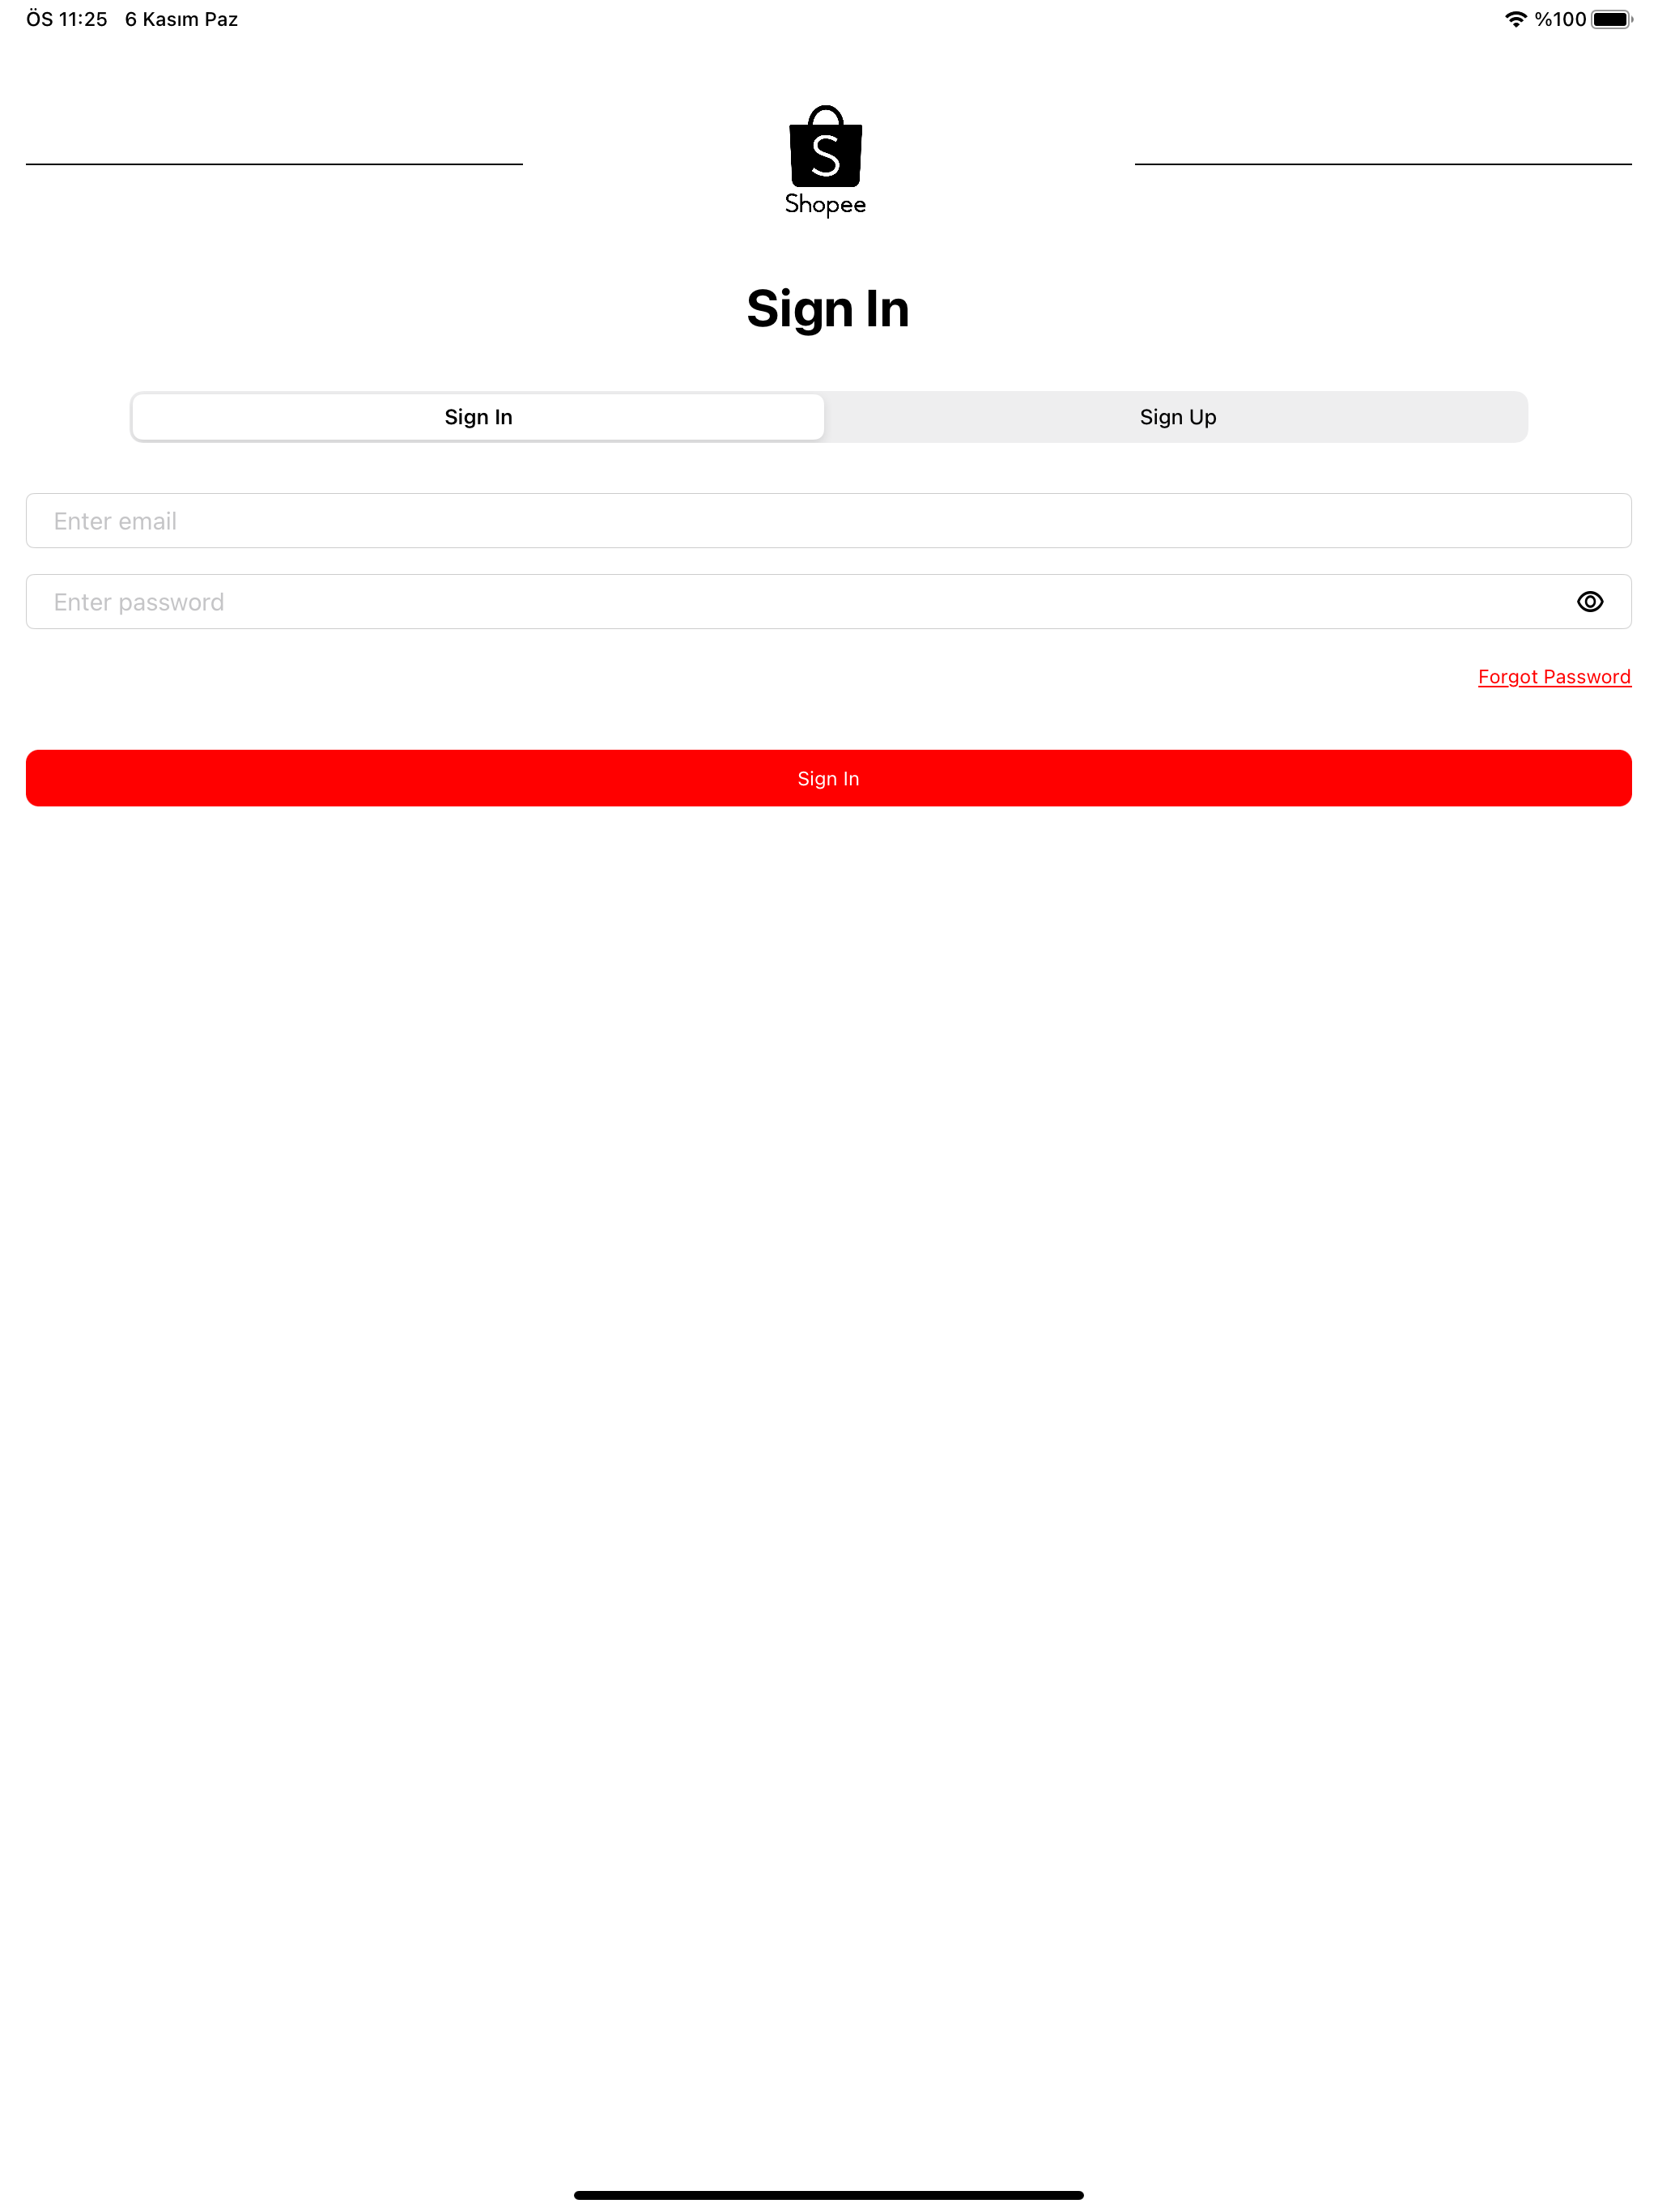 ÖS 11:25 6 Kasım Paz %100
S
Shopee
Sign In
Sign In Sign Up
Enter email
Enter password
Forgot Password
Sign In